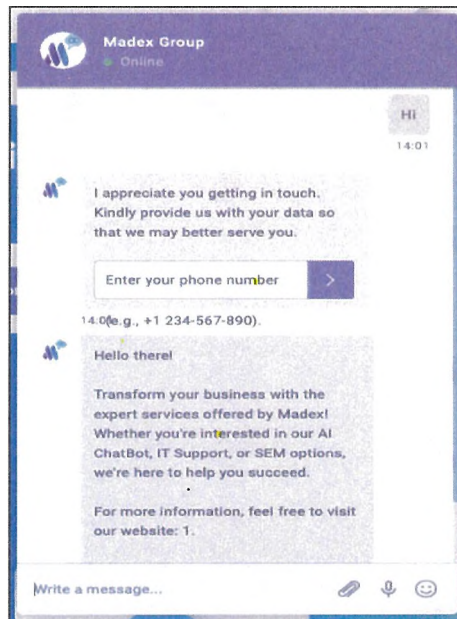 Madex Group
Online
Hi
14:01
I appreciate you getting in touch.
Kindly provide us with your data so
that we may better serve you.
Enter your phone number
14:01
(e.g., +1 234-567-890).
Hello there!
Transform your business with the
expert services offered by Madex!
Whether you're interested in our AI
ChatBot, IT Support, or SEM options,
we're here to help you succeed.
For more information, feel free to visit
our website: 1.
Write a message...